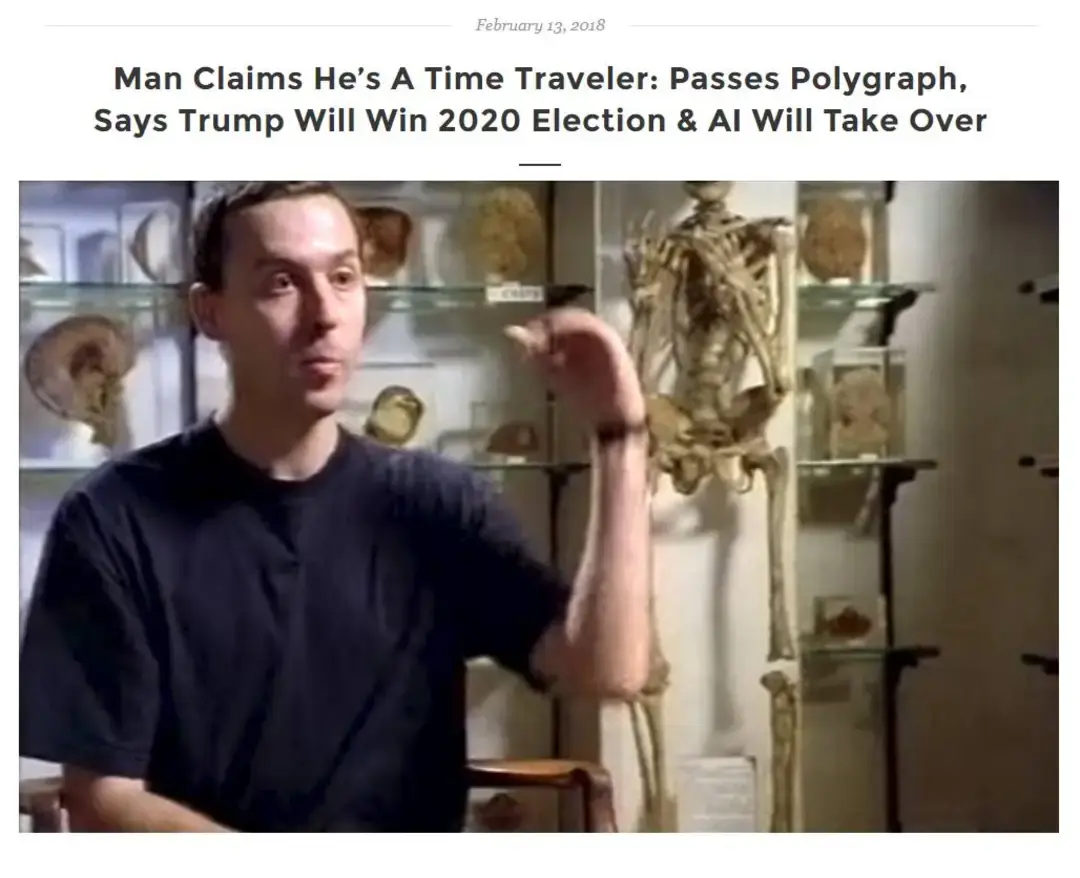 February 13, 2018
Man Claims He’s A Time Traveler: Passes Polygraph,
Says Trump Will Win 2020 Election & AI Will Take Over